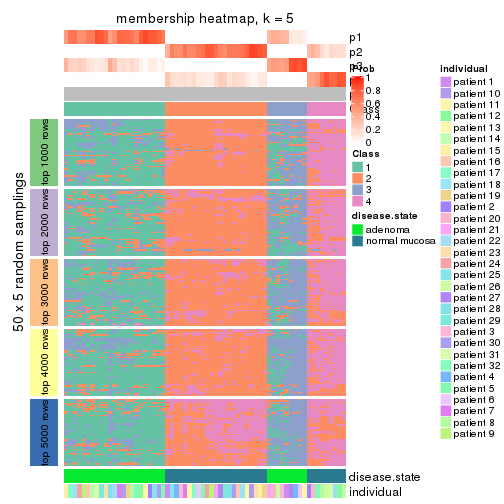 membership heatmap, k = 5
p1
p2
p3
Prob
1
0.8
0.6
0.4
0.2
0
Class
1
2
3
4
disease.state
adenoma
normal mucosa
50 x 5 random samplings
top 1000 rows
top 2000 rows
top 3000 rows
top 4000 rows
top 5000 rows
disease.state
individual
individual
patient 1
patient 10
patient 11
patient 12
patient 13
patient 14
patient 15
patient 16
patient 17
patient 18
patient 19
patient 2
patient 20
patient 21
patient 22
patient 23
patient 24
patient 25
patient 26
patient 27
patient 28
patient 29
patient 3
patient 30
patient 31
patient 32
patient 4
patient 5
patient 6
patient 7
patient 8
patient 9